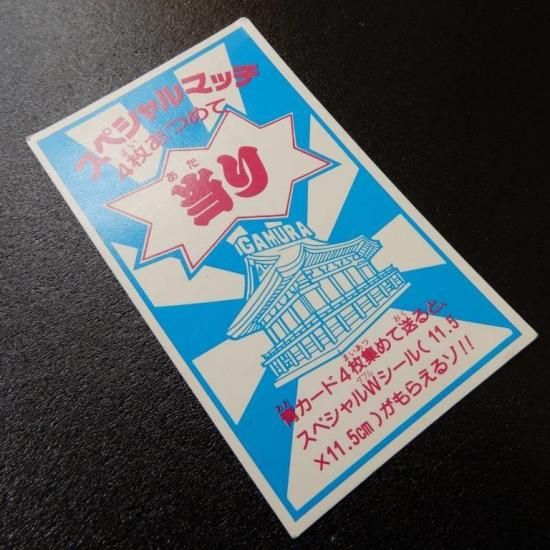 スペシャルマッチ
4枚あつめて
当り
GAMURA
青カード4枚集めて送ると、
スペシャルWシール(11.5
×11.5cm)がもらえるゾ!!